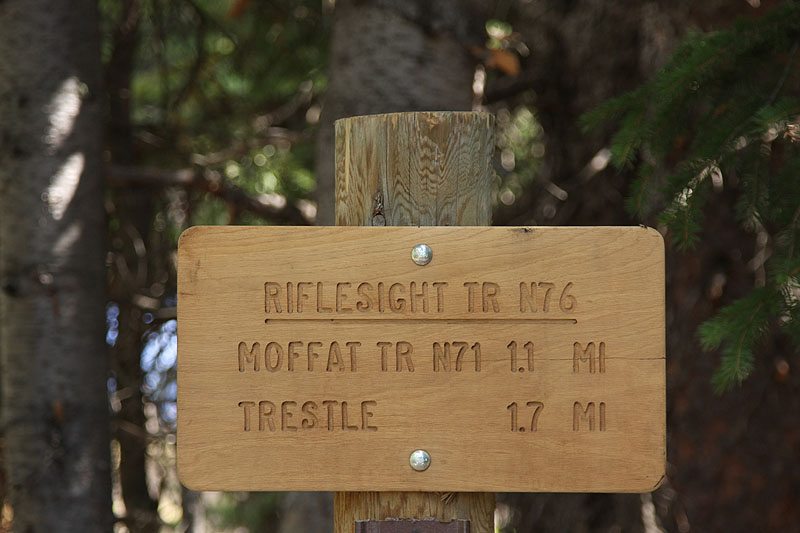 RIFLESIGHT TR N76
MOFFAT TR N71 1.1 MI
TRESTLE 1.7 MI